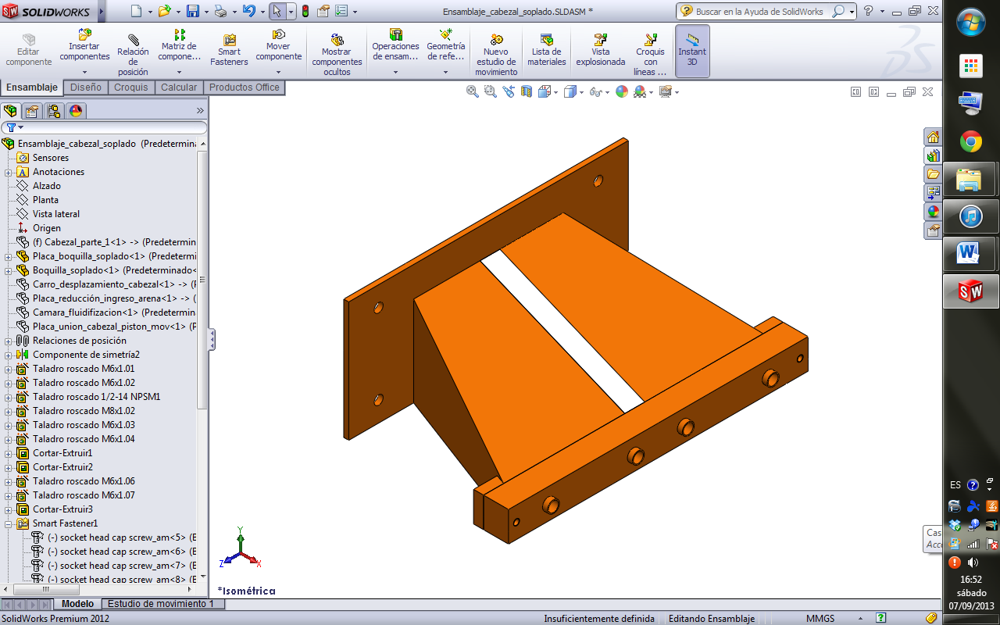 SOLIDWORKS
Ensamblaje_cabezal_soplado.SLDASM *
Buscar en la Ayuda de SolidWorks
Editar componente
Insertar componentes
Relación de posición
Matriz de compone...
Smart Fasteners
Mover componente
Mostrar componentes ocultos
Operaciones de ensam...
Geometría de refe...
Nuevo estudio de movimiento
Lista de materiales
Vista explosionada
Croquis con líneas ...
Instant 3D
Ensamblaje
Diseño
Croquis
Calcular
Productos Office
Ensamblaje_cabezal_soplado (Predetermina
Sensores
Anotaciones
Alzado
Planta
Vista lateral
Origen
(f) Cabezal_parte_1<1> -> (Predetermin
Placa_boquilla_soplado<1> (Predetermi
Boquilla_soplado<1> (Predeterminado<
Carro_desplazamiento_cabezal<1> -> (P
Placa_reducción_ingreso_arena<1> -> (
Camara_fluidifizacion<1> (Predetermin
Placa_union_cabezal_piston_mov<1> (P
Relaciones de posición
Componente de simetría2
Taladro roscado M6x1.01
Taladro roscado M6x1.02
Taladro roscado 1/2-14 NPSM1
Taladro roscado M8x1.02
Taladro roscado M6x1.03
Taladro roscado M6x1.04
Cortar-Extruir1
Cortar-Extruir2
Taladro roscado M6x1.06
Taladro roscado M6x1.07
Cortar-Extruir3
Smart Fastener1
(-) socket head cap screw_am<5> (B
(-) socket head cap screw_am<6> (B
(-) socket head cap screw_am<7> (B
(-) socket head cap screw_am<8> (B
Y
Z
X
*Isométrica
Modelo
Estudio de movimiento 1
SolidWorks Premium 2012
Insuficientemente definida
Editando Ensamblaje
MMGS
Cas
Acce
ES
16:52
sábado
07/09/2013